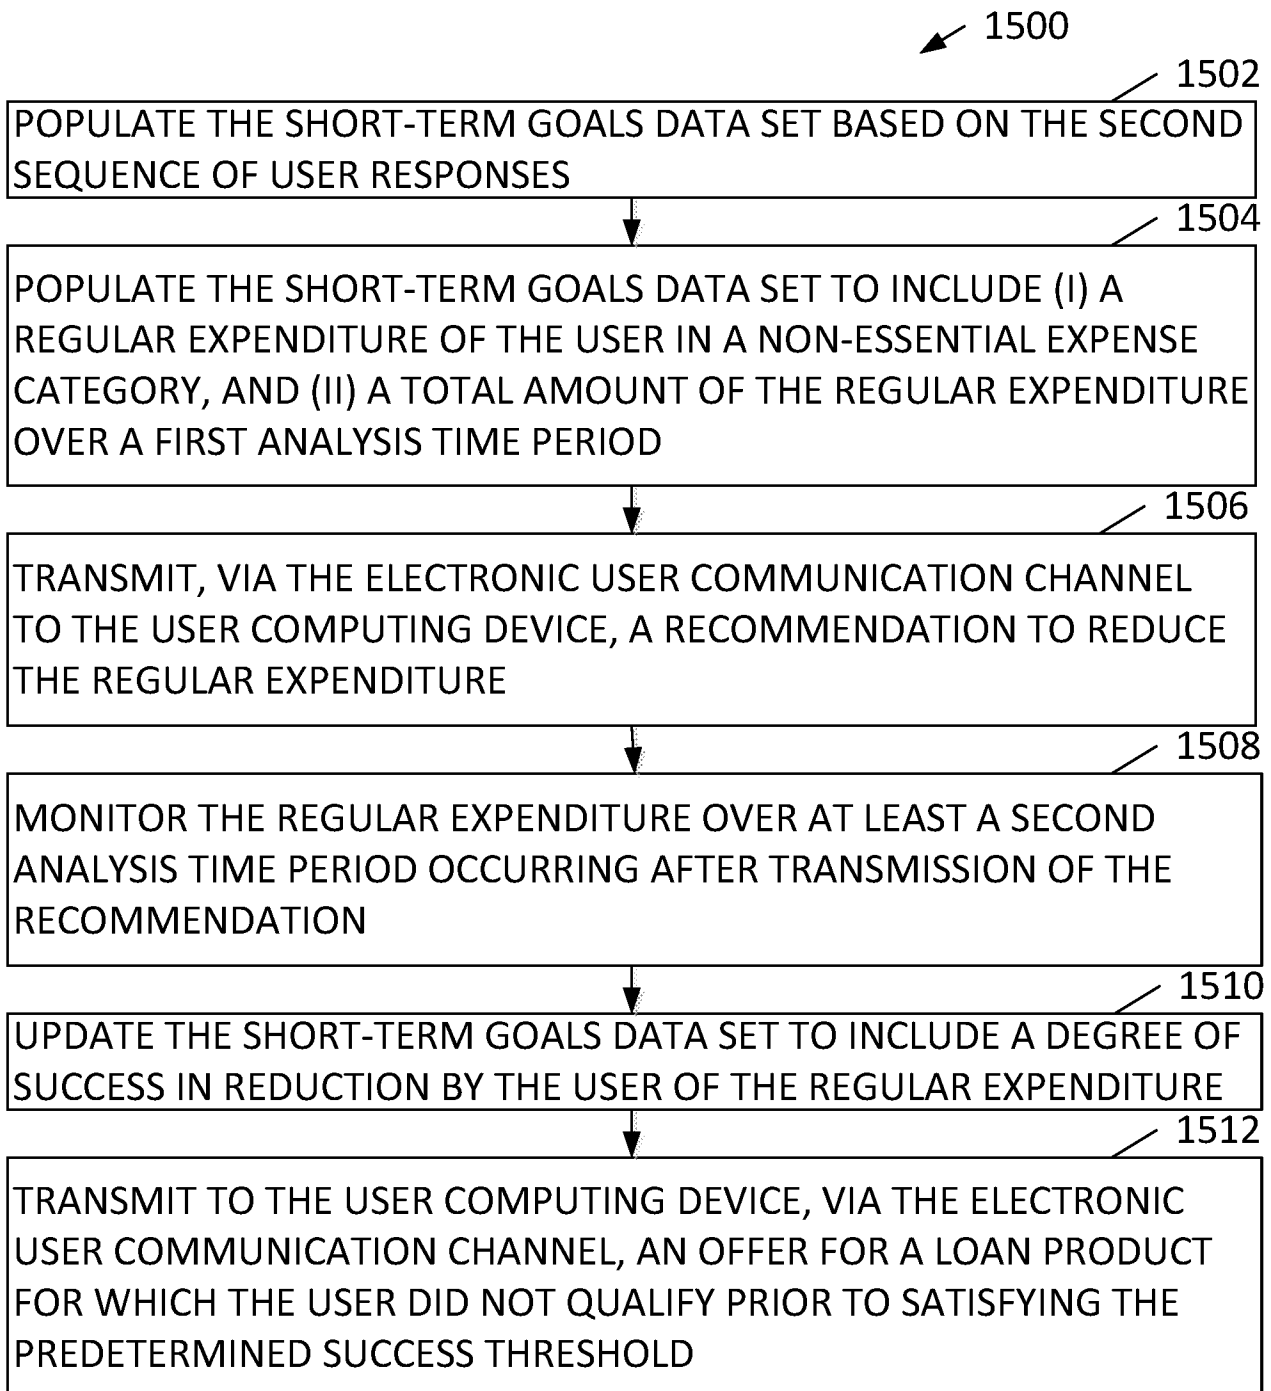 1500
1502
POPULATE THE SHORT-TERM GOALS DATA SET BASED ON THE SECOND
SEQUENCE OF USER RESPONSES
1504
POPULATE THE SHORT-TERM GOALS DATA SET TO INCLUDE (I) A
REGULAR EXPENDITURE OF THE USER IN A NON-ESSENTIAL EXPENSE
CATEGORY, AND (II) A TOTAL AMOUNT OF THE REGULAR EXPENDITURE
OVER A FIRST ANALYSIS TIME PERIOD
1506
TRANSMIT, VIA THE ELECTRONIC USER COMMUNICATION CHANNEL
TO THE USER COMPUTING DEVICE, A RECOMMENDATION TO REDUCE
THE REGULAR EXPENDITURE
1508
MONITOR THE REGULAR EXPENDITURE OVER AT LEAST A SECOND
ANALYSIS TIME PERIOD OCCURRING AFTER TRANSMISSION OF THE
RECOMMENDATION
1510
UPDATE THE SHORT-TERM GOALS DATA SET TO INCLUDE A DEGREE OF
SUCCESS IN REDUCTION BY THE USER OF THE REGULAR EXPENDITURE
1512
TRANSMIT TO THE USER COMPUTING DEVICE, VIA THE ELECTRONIC
USER COMMUNICATION CHANNEL, AN OFFER FOR A LOAN PRODUCT
FOR WHICH THE USER DID NOT QUALIFY PRIOR TO SATISFYING THE
PREDETERMINED SUCCESS THRESHOLD